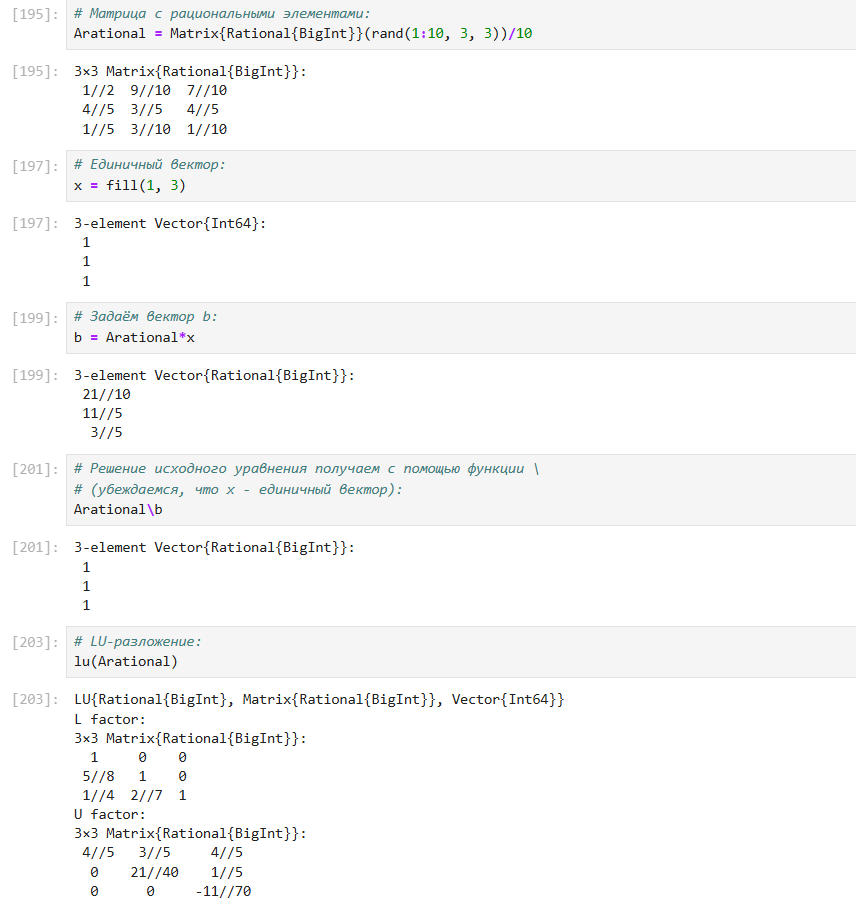 [195]: # Матрица с рациональными элементами:
Arational = Matrix{Rational{BigInt}}(rand(1:10, 3, 3))/10
[195]: 3×3 Matrix{Rational{BigInt}}:
1//2 9//10 7//10
4//5 3//5 4//5
1//5 3//10 1//10
[197]: # Единичный вектор:
x = fill(1, 3)
[197]: 3-element Vector{Int64}:
1
1
1
[199]: # Задаём вектор b:
b = Arational*x
[199]: 3-element Vector{Rational{BigInt}}:
21//10
11//5
3//5
[201]: # Решение исходного уравнения получаем с помощью функции \
# (убеждаемся, что x - единичный вектор):
Arational\b
[201]: 3-element Vector{Rational{BigInt}}:
1
1
1
[203]: # LU-разложение:
lu(Arational)
[203]: LU{Rational{BigInt}, Matrix{Rational{BigInt}}, Vector{Int64}}
L factor:
3×3 Matrix{Rational{BigInt}}:
1 0 0
5//8 1 0
1//4 2//7 1
U factor:
3×3 Matrix{Rational{BigInt}}:
4//5 3//5 4//5
0 21//40 1//5
0 0 -11//70